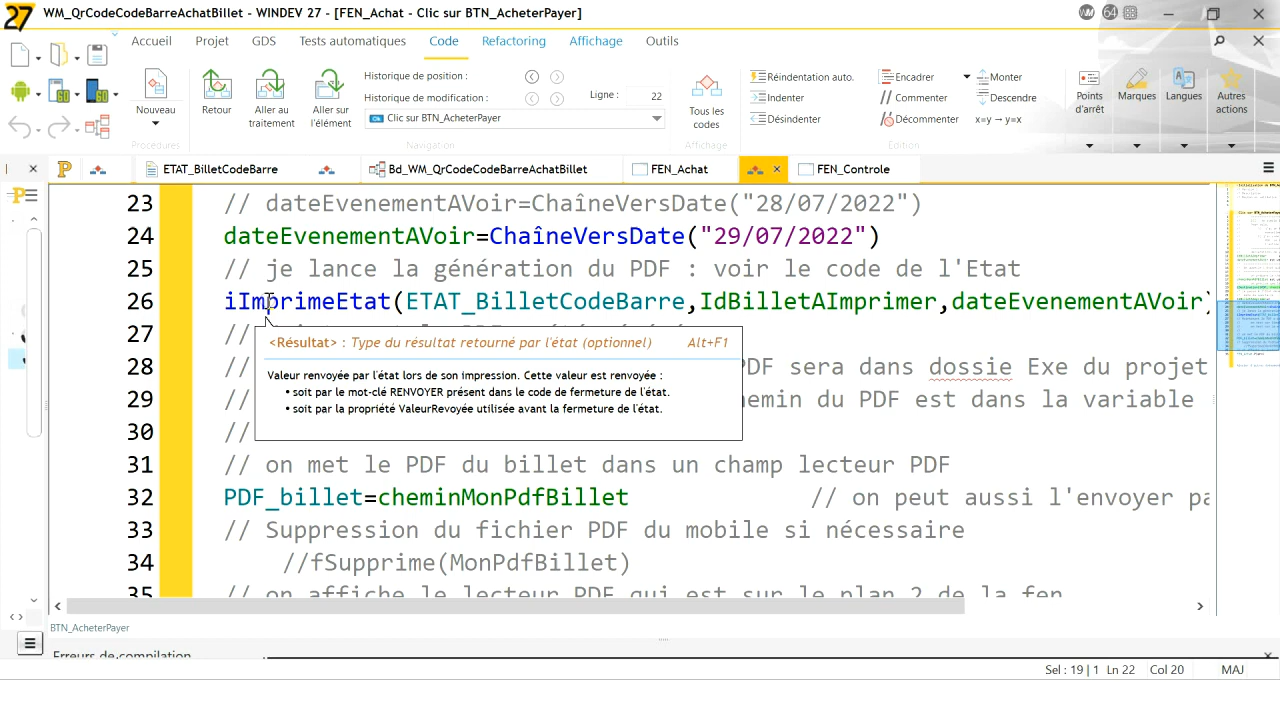 27 WM_QrCodeCodeBarreAchatBillet - WINDEV 27 - [FEN_Achat - Clic sur BTN_AcheterPayer]
64
Accueil Projet GDS Tests automatiques Code Refactoring Affichage Outils
Nouveau
Procédures
Retour
Aller au traitement
Aller sur l'élément
Historique de position :
Historique de modification :
Ligne : 22
Clic sur BTN_AcheterPayer
Navigation
Tous les codes
Affichage
Réindentation auto.
Indenter
Désindenter
Encadrer
Commenter
Décommenter
Monter
Descendre
x=y → y=x
Edition
Points d'arrêt
Marques
Langues
Autres actions
ETAT_BilletCodeBarre Bd_WM_QrCodeCodeBarreAchatBillet FEN_Achat FEN_Controle
23 // dateEvenementAVoir=ChaîneVersDate("28/07/2022")
24 dateEvenementAVoir=ChaîneVersDate("29/07/2022")
25 // je lance la génération du PDF : voir le code de l'Etat
26 iImprimeEtat(ETAT_BilletCodeBarre,IdBilletAImprimer,dateEvenementAVoir)
27 //
<Résultat> : Type du résultat retourné par l'état (optionnel) Alt+F1
Valeur renvoyée par l'état lors de son impression. Cette valeur est renvoyée :
• soit par le mot-clé RENVOYER présent dans le code de fermeture de l'état.
• soit par la propriété ValeurRevoyée utilisée avant la fermeture de l'état.
28 // PDF sera dans dossie Exe du projet
29 // emin du PDF est dans la variable
30 //
31 // on met le PDF du billet dans un champ lecteur PDF
32 PDF_billet=cheminMonPdfBillet // on peut aussi l'envoyer pa
33 // Suppression du fichier PDF du mobile si nécessaire
34 //fSupprime(MonPdfBillet)
35 // on affiche le lecteur PDF qui est sur le plan 2 de la fen
BTN_AcheterPayer
Erreurs de compilation
Sel : 19 | 1 Ln 22 Col 20 MAJ